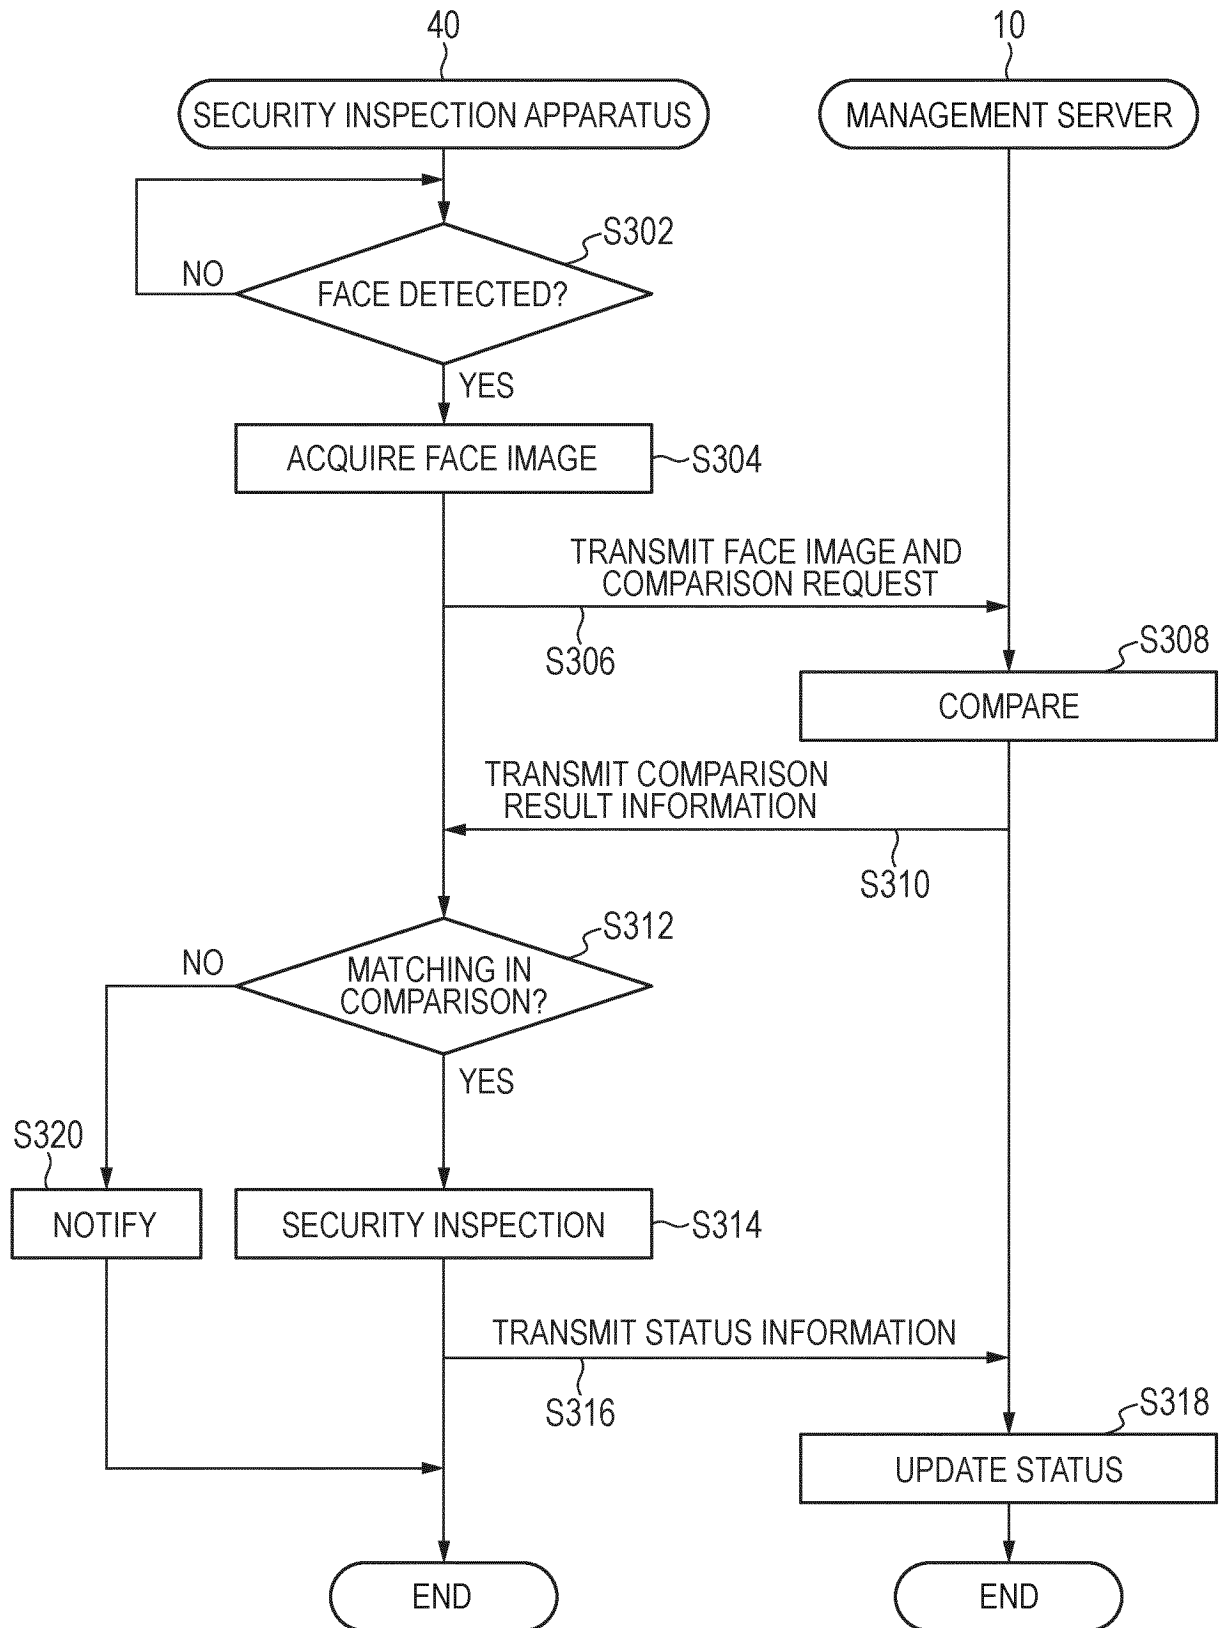 40
10
SECURITY INSPECTION APPARATUS
MANAGEMENT SERVER
S302
NO
FACE DETECTED?
YES
ACQUIRE FACE IMAGE
S304
TRANSMIT FACE IMAGE AND
COMPARISON REQUEST
S306
S308
COMPARE
TRANSMIT COMPARISON
RESULT INFORMATION
S310
S312
NO
MATCHING IN
COMPARISON?
YES
S320
NOTIFY
SECURITY INSPECTION
S314
TRANSMIT STATUS INFORMATION
S316
S318
UPDATE STATUS
END
END